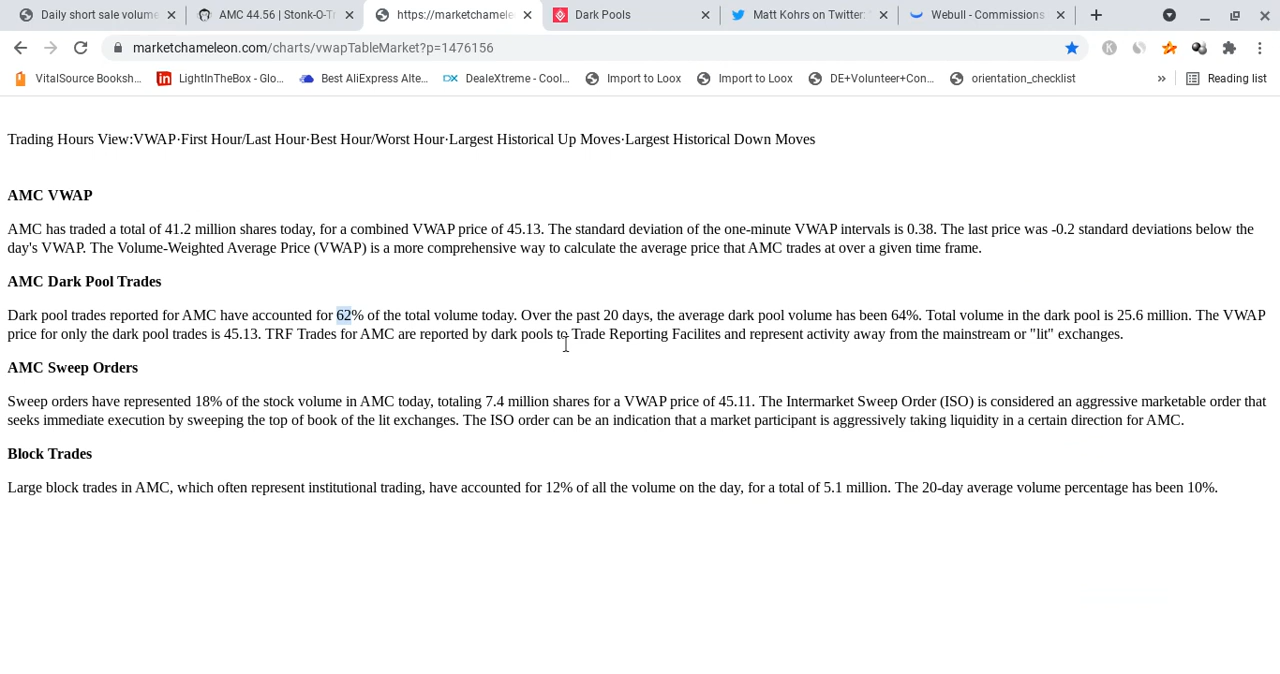 Daily short sale volume
AMC 44.56 | Stonk-O-Tr
https://marketchamele
Dark Pools
Matt Kohrs on Twitter: "
Webull - Commissions
marketchameleon.com/charts/vwapTableMarket?p=1476156
VitalSource Booksh...
LightInTheBox - Glo...
Best AliExpress Alte...
DX DealeXtreme - Cool...
Import to Loox
Import to Loox
DE+Volunteer+Con...
orientation_checklist
»
Reading list
Trading Hours View:VWAP·First Hour/Last Hour·Best Hour/Worst Hour·Largest Historical Up Moves·Largest Historical Down Moves
AMC VWAP
AMC has traded a total of 41.2 million shares today, for a combined VWAP price of 45.13. The standard deviation of the one-minute VWAP intervals is 0.38. The last price was -0.2 standard deviations below the
day's VWAP. The Volume-Weighted Average Price (VWAP) is a more comprehensive way to calculate the average price that AMC trades at over a given time frame.
AMC Dark Pool Trades
Dark pool trades reported for AMC have accounted for 62% of the total volume today. Over the past 20 days, the average dark pool volume has been 64%. Total volume in the dark pool is 25.6 million. The VWAP
price for only the dark pool trades is 45.13. TRF Trades for AMC are reported by dark pools to Trade Reporting Facilites and represent activity away from the mainstream or "lit" exchanges.
AMC Sweep Orders
Sweep orders have represented 18% of the stock volume in AMC today, totaling 7.4 million shares for a VWAP price of 45.11. The Intermarket Sweep Order (ISO) is considered an aggressive marketable order that
seeks immediate execution by sweeping the top of book of the lit exchanges. The ISO order can be an indication that a market participant is aggressively taking liquidity in a certain direction for AMC.
Block Trades
Large block trades in AMC, which often represent institutional trading, have accounted for 12% of all the volume on the day, for a total of 5.1 million. The 20-day average volume percentage has been 10%.